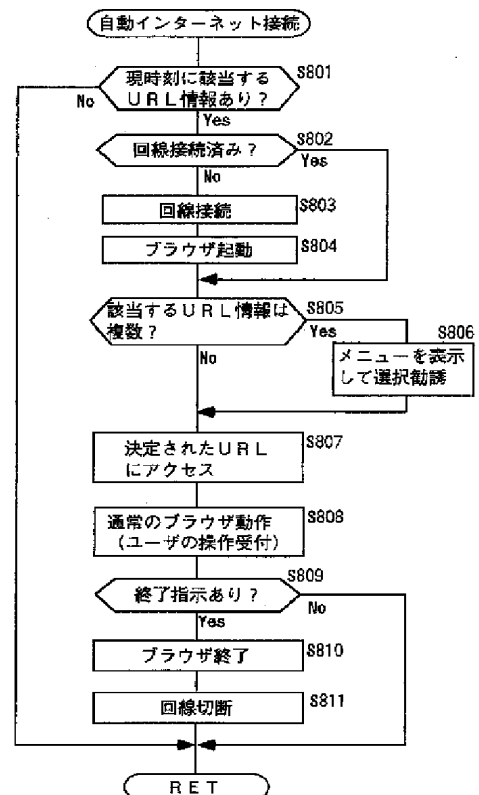 自動インターネット接続
現時刻に該当する
URL情報あり？
S801
No
Yes
回線接続済み？
S802
Yes
No
回線接続
S803
ブラウザ起動
S804
該当するURL情報は
複数？
S805
Yes
No
S806
メニューを表示
して選択勧誘
決定されたURL
にアクセス
S807
通常のブラウザ動作
（ユーザの操作受付）
S808
終了指示あり？
S809
No
Yes
ブラウザ終了
S810
回線切断
S811
RET